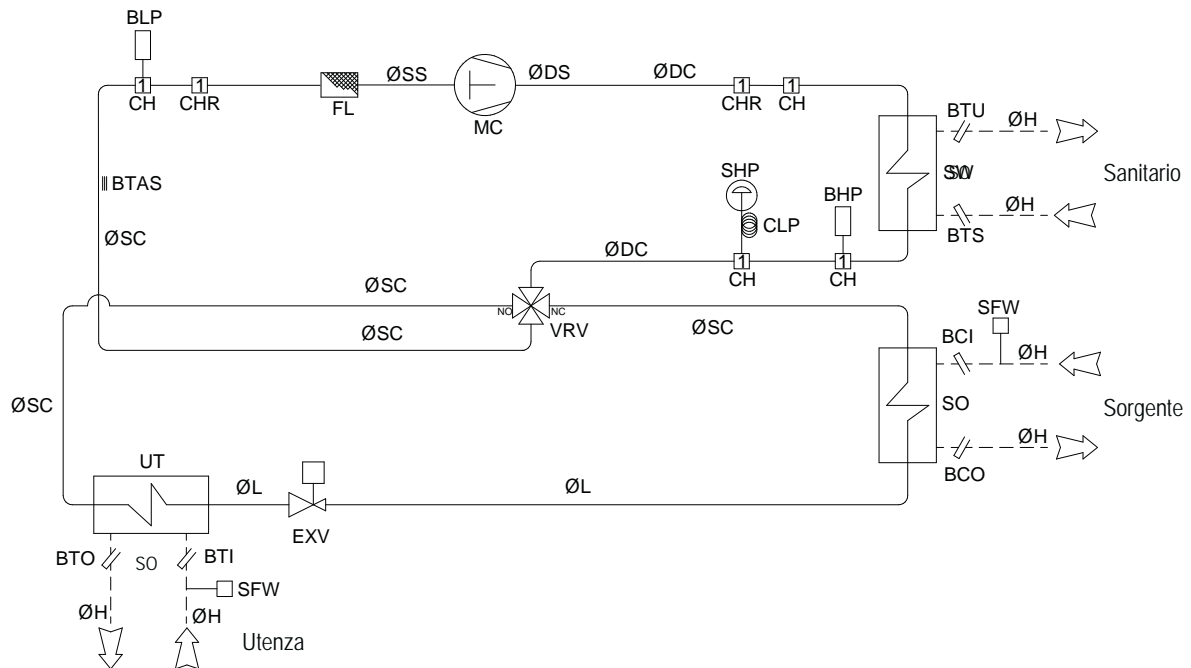 BLP
ØSS
ØDS
ØDC
1
1
1
1
CH
CHR
FL
MC
CHR
CH
BTU
ØH
BTAS
SHP
BHP
SW
Sanitario
CLP
ØH
BTS
ØSC
ØDC
1
1
CH
CH
ØSC
NO
NC
VRV
ØSC
ØSC
SFW
BCI
ØH
ØSC
SO
Sorgente
ØH
BCO
UT
ØL
ØL
EXV
BTO
SO
BTI
SFW
ØH
ØH
Utenza